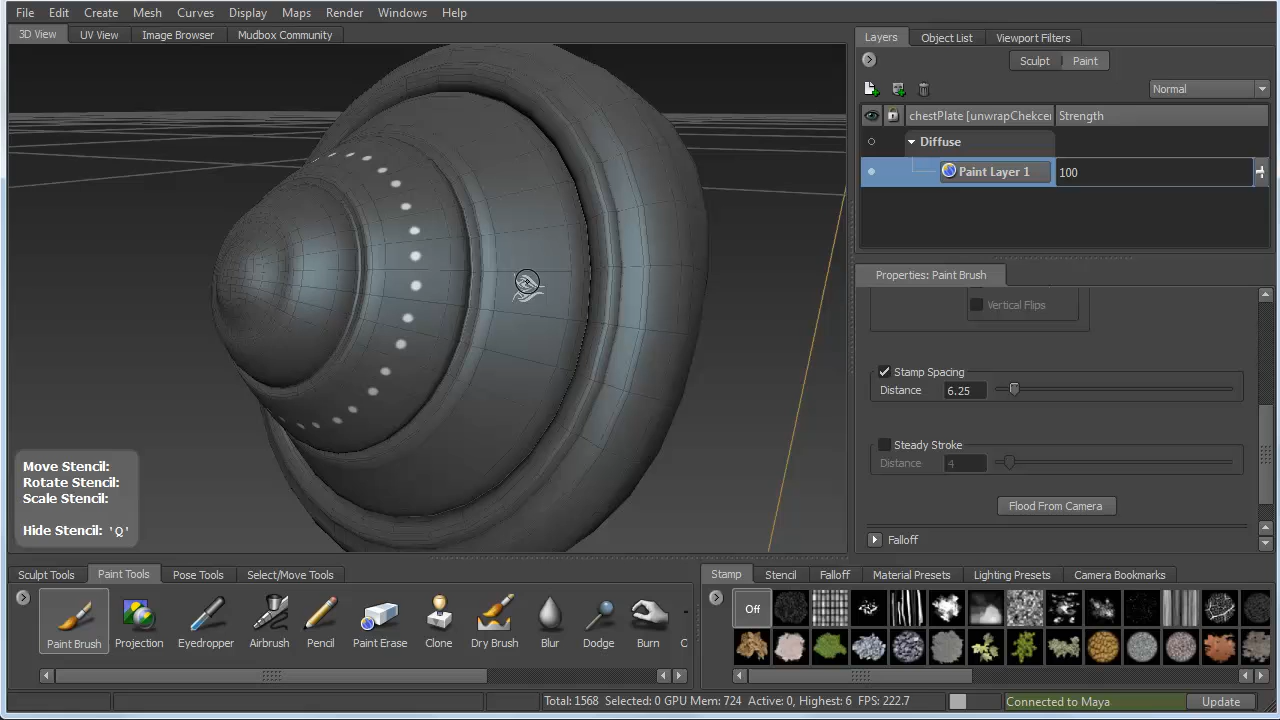 File Edit Create Mesh Curves Display Maps Render Windows Help
3D View UV View Image Browser Mudbox Community
Layers Object List Viewport Filters
Sculpt Paint
Normal
chestPlate [unwrapChekcer Strength
Diffuse
Paint Layer 1 100
Properties: Paint Brush
Vertical Flips
Stamp Spacing
Distance 6.25
Steady Stroke
Distance 4
Flood From Camera
Falloff
Move Stencil:
Rotate Stencil:
Scale Stencil:
Hide Stencil: 'Q'
Sculpt Tools Paint Tools Pose Tools Select/Move Tools
Stamp Stencil Falloff Material Presets Lighting Presets Camera Bookmarks
Off
Paint Brush Projection Eyedropper Airbrush Pencil Paint Erase Clone Dry Brush Blur Dodge Burn C
Total: 1568 Selected: 0 GPU Mem: 724 Active: 0, Highest: 6 FPS: 222.7
Connected to Maya Update